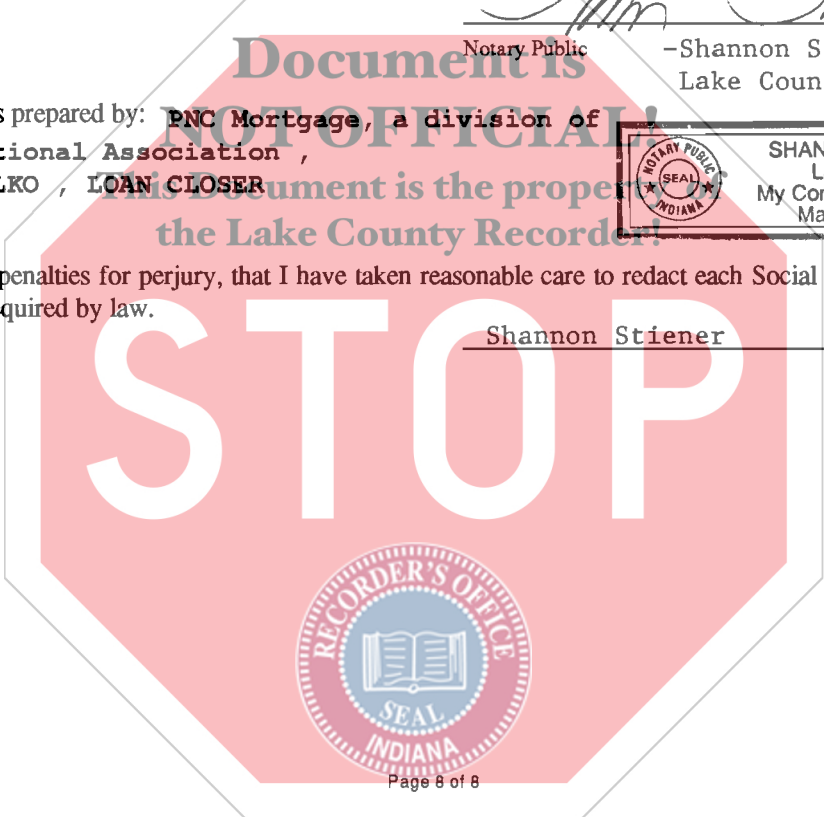 Document is
Notary Public -Shannon S
Lake Coun
s prepared by: PNC Mortgage, a division of
NOT OFFICIAL!
tional Association ,
NOTARY PUBLIC
SEAL
INDIANA
SHAN
L
My Com
Ma
LKO , LOAN CLOSER
This Document is the property of
the Lake County Recorder!
penalties for perjury, that I have taken reasonable care to redact each Social
quired by law.
Shannon Stiener
STOP
RECORDER'S OFFICE
SEAL
INDIANA
Page 8 of 8